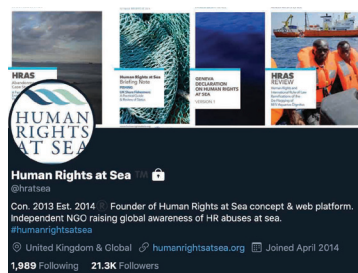 HRAS
Human Rights at Sea
Briefing Note
GENEVA
DECLARATION
ON HUMAN RIGHTS
AT SEA
VERSION 1
HRAS
REVIEW
HUMAN
RIGHTS
AT SEA
Human Rights at Sea TM
@hratsea
Con. 2013 Est. 2014 ® Founder of Human Rights at Sea concept & web platform.
Independent NGO raising global awareness of HR abuses at sea.
#humanrightsatsea
United Kingdom & Global humanrightsatsea.org Joined April 2014
1,989 Following 21.3K Followers